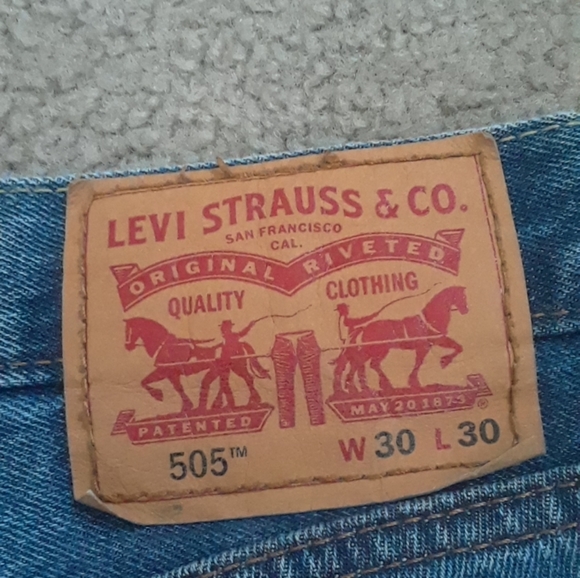 LEVI STRAUSS & CO.
SAN FRANCISCO
CAL.
ORIGINAL RIVETED
QUALITY CLOTHING
PATENTED MAY 20 1873 ®
505™ W 30 L 30